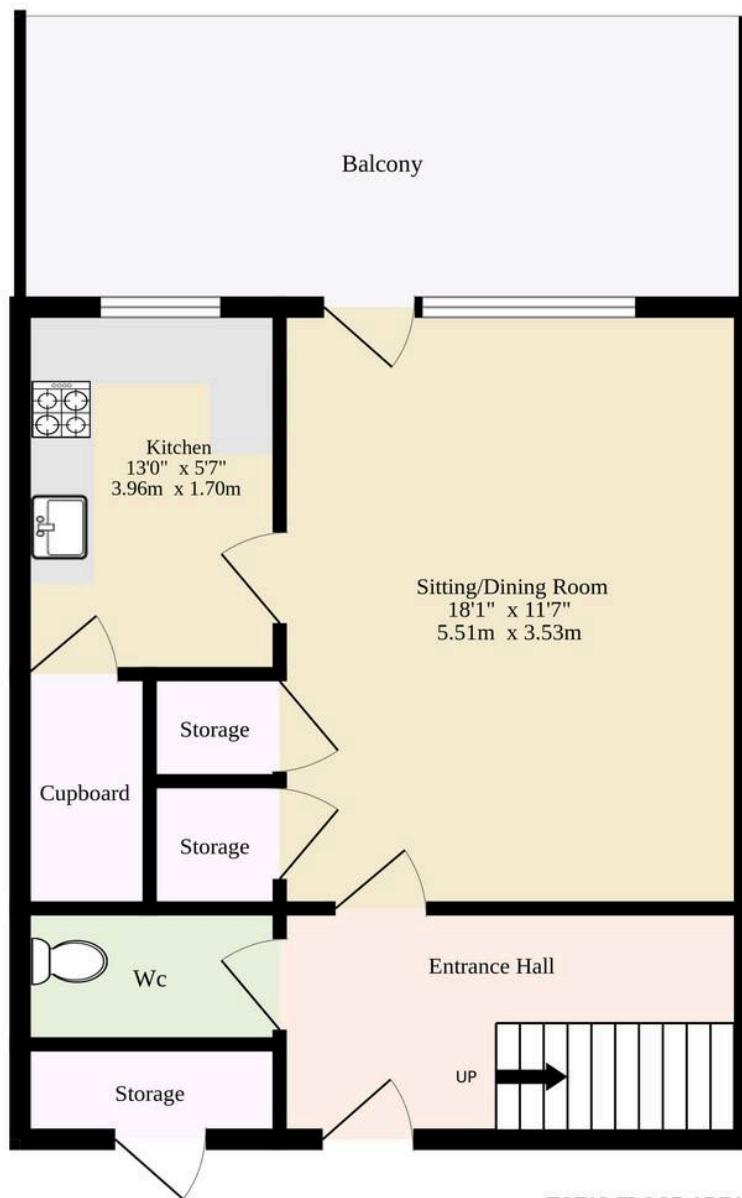 Balcony
Kitchen
13'0" x 5'7"
3.96m x 1.70m
Sitting/Dining Room
18'1" x 11'7"
5.51m x 3.53m
Storage
Cupboard
Storage
Wc
Entrance Hall
UP
Storage